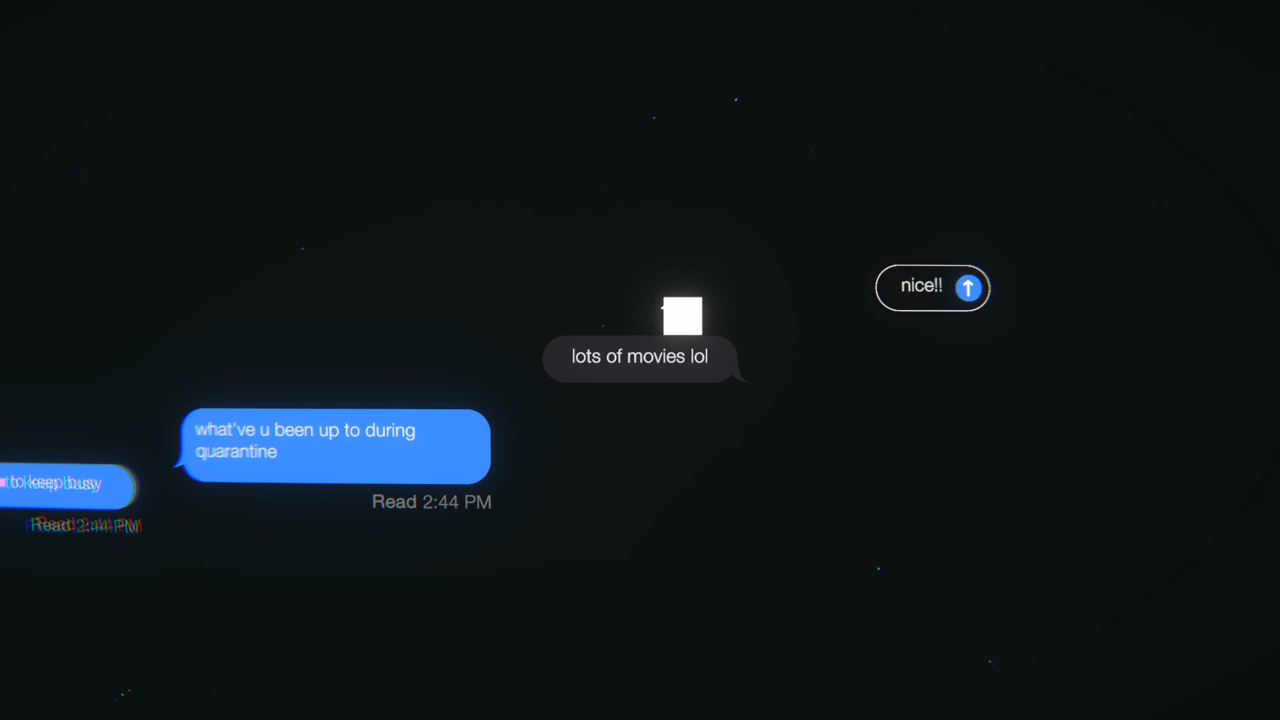 to keep busy
Read 2:44 PM
what've u been up to during
quarantine
Read 2:44 PM
lots of movies lol
nice!!